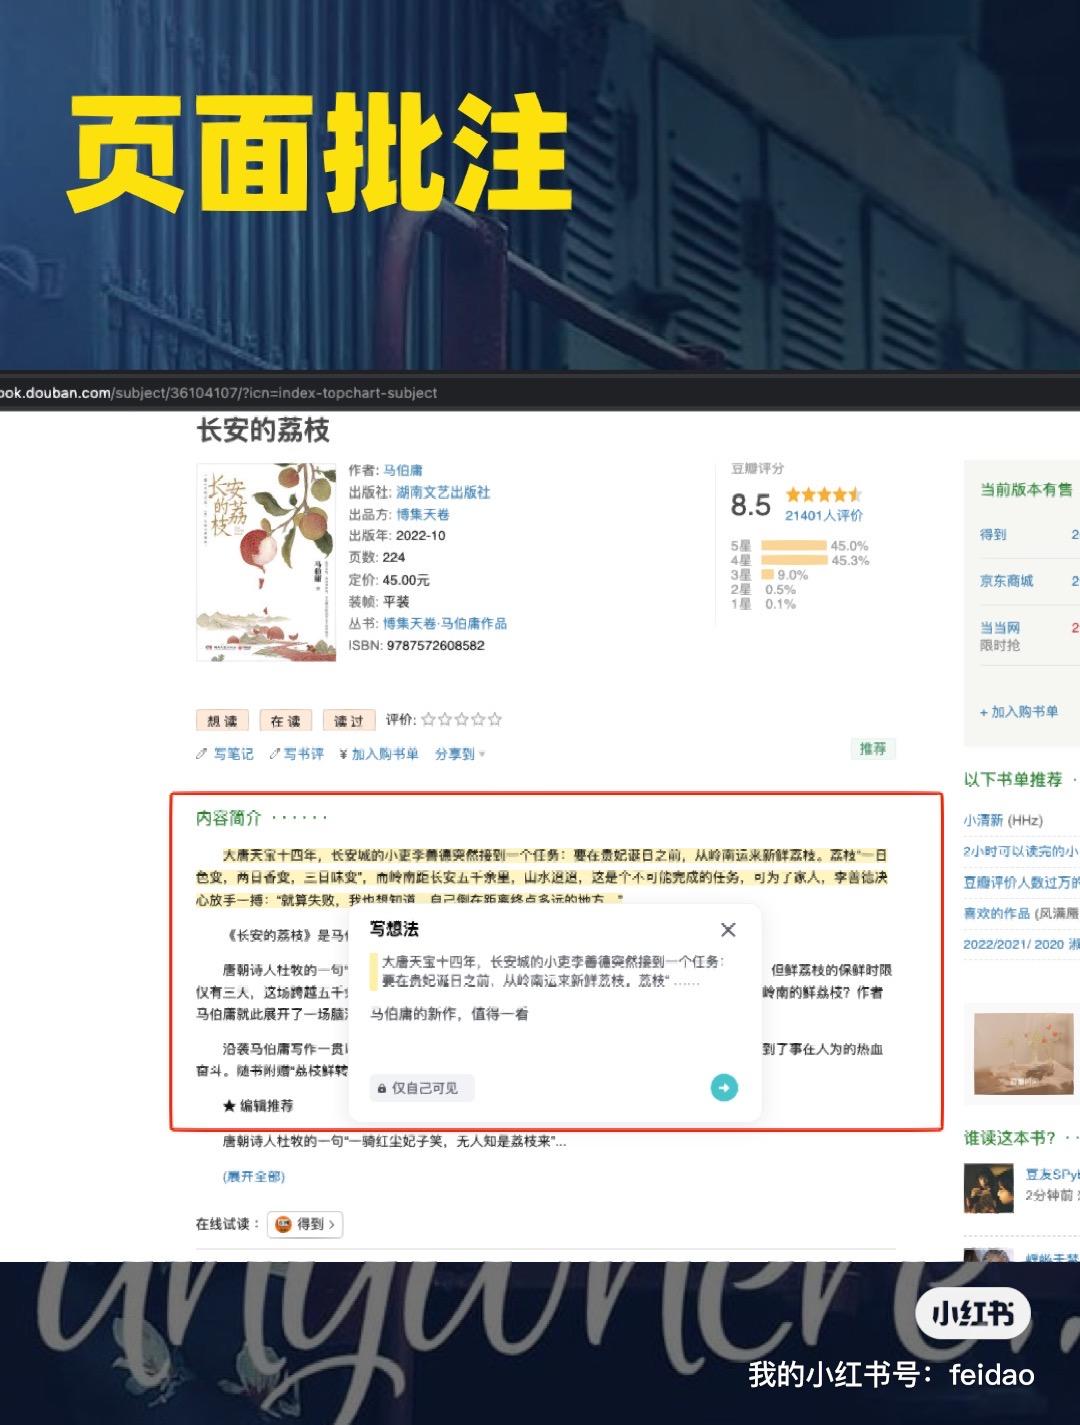 页面批注
ook.douban.com/subject/36104107/?icn=index-topchart-subject
长安的荔枝
长安的荔枝
马伯庸
作者: 马伯庸
出版社: 湖南文艺出版社
出品方: 博集天卷
出版年: 2022-10
页数: 224
定价: 45.00元
装帧: 平装
丛书: 博集天卷·马伯庸作品
ISBN: 9787572608582
豆瓣评分
8.5
21401人评价
5星 45.0%
4星 45.3%
3星 9.0%
2星 0.5%
1星 0.1%
当前版本有售
得到 2
京东商城 2
当当网 2
限时抢
+ 加入购书单
想读 在读 读过 评价:
写笔记 写书评 ¥ 加入购书单 分享到
推荐
内容简介 · · · · · ·
大唐天宝十四年，长安城的小吏李善德突然接到一个任务：要在贵妃诞日之前，从岭南运来新鲜荔枝。荔枝“一日
色变，两日香变，三日味变”，而岭南距长安五千余里，山水迢迢，这是个不可能完成的任务，可为了家人，李善德决
心放手一搏：“就算失败，我也想知道，自己倒在距离终点多远的地方。”
《长安的荔枝》是马
唐朝诗人杜牧的一句“
但鲜荔枝的保鲜时限
仅有三天，这场跨越五千
岭南的鲜荔枝？作者
马伯庸就此展开了一场脑
沿袭马伯庸写作一贯
到了事在人为的热血
奋斗。随书附赠“荔枝鲜转
★ 编辑推荐
唐朝诗人杜牧的一句“一骑红尘妃子笑，无人知是荔枝来”...
(展开全部)
写想法
大唐天宝十四年，长安城的小吏李善德突然接到一个任务：
要在贵妃诞日之前，从岭南运来新鲜荔枝。荔枝“ ……
马伯庸的新作，值得一看
仅自己可见
在线试读： 得到 >
以下书单推荐 ·
小清新 (HHz)
2小时可以读完的小
豆瓣评价人数过万的
喜欢的作品 (风满
2022/2021/ 2020
谁读这本书? · ·
豆友SPy
2分钟前
anywhere.
小红书
我的小红书号：feidao